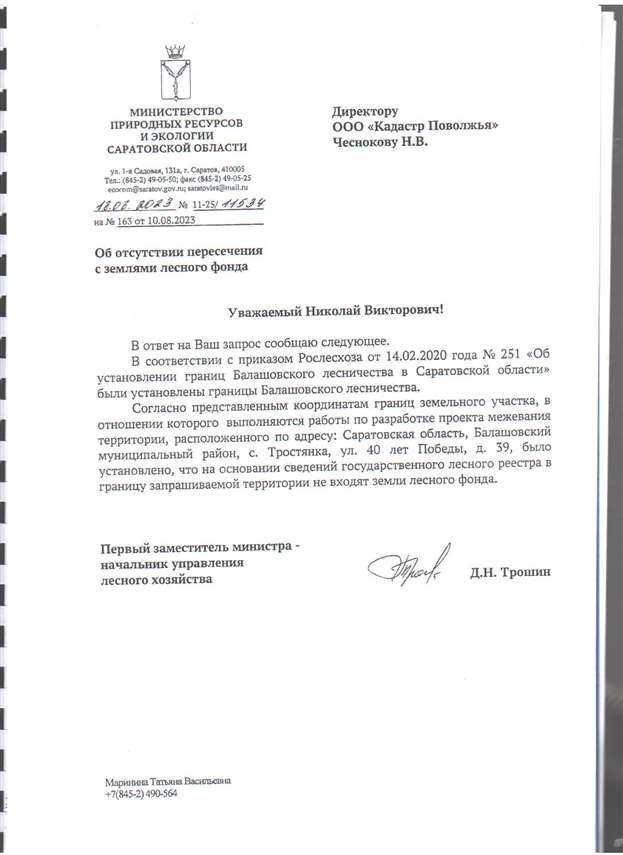 МИНИСТЕРСТВО
ПРИРОДНЫХ РЕСУРСОВ
И ЭКОЛОГИИ
САРАТОВСКОЙ ОБЛАСТИ
ул. 1-я Садовая, 131а, г. Саратов, 410005
Тел.: (845-2) 49-05-50; факс (845-2) 49-05-25
ecocom@saratov.gov.ru; saratovles@mail.ru
2023 № 11-25/ 11534
на № 163 от 10.08.2023
Директору
ООО «Кадастр Поволжья»
Чеснокову Н.В.
Об отсутствии пересечения
с землями лесного фонда
Уважаемый Николай Викторович!
В ответ на Ваш запрос сообщаю следующее.
В соответствии с приказом Рослесхоза от 14.02.2020 года № 251 «Об
установлении границ Балашовского лесничества в Саратовской области»
были установлены границы Балашовского лесничества.
Согласно представленным координатам границ земельного участка, в
отношении которого выполняются работы по разработке проекта межевания
территории, расположенного по адресу: Саратовская область, Балашовский
муниципальный район, с. Тростянка, ул. 40 лет Победы, д. 39, было
установлено, что на основании сведений государственного лесного реестра в
границу запрашиваемой территории не входят земли лесного фонда.
Первый заместитель министра -
начальник управления
лесного хозяйства
Д.Н. Трошин
Маринина Татьяна Васильевна
+7(845-2) 490-564